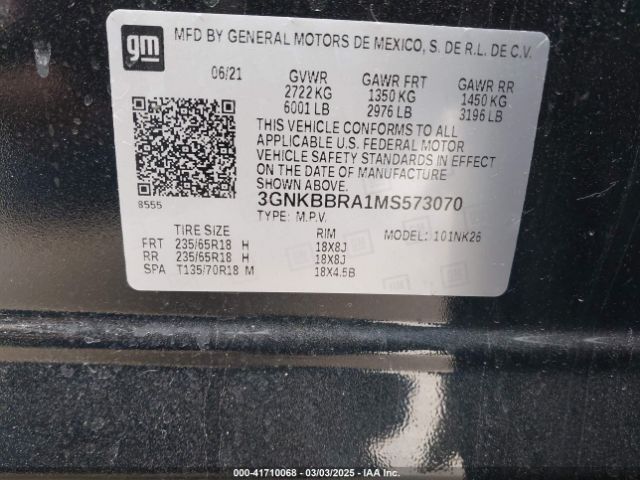 gm
MFD BY GENERAL MOTORS DE MEXICO, S. DE R.L. DE C.V.
06/21 GVWR GAWR FRT GAWR RR
2722 KG 1350 KG 1450 KG
6001 LB 2976 LB 3196 LB
THIS VEHICLE CONFORMS TO ALL
APPLICABLE U.S. FEDERAL MOTOR
VEHICLE SAFETY STANDARDS IN EFFECT
ON THE DATE OF MANUFACTURE
SHOWN ABOVE.
8555
3GNKBBRA1MS573070
TYPE: M.P.V.
TIRE SIZE RIM MODEL: 101NK26
FRT 235/65R18 H 18X8J
RR 235/65R18 H 18X8J
SPA T135/70R18 M 18X4.5B
000-41710068 - 03/03/2025 - IAAHQCPHOTO